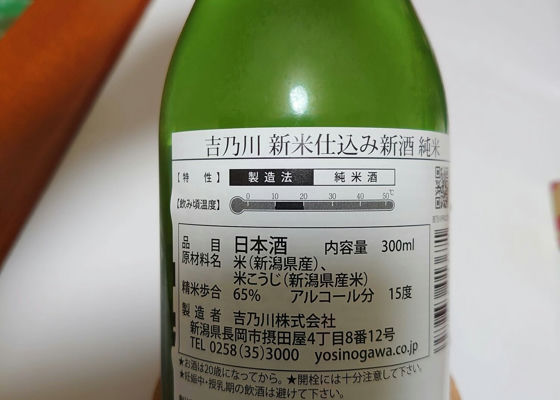 吉乃川 新米仕込み新酒 純米
【特 性】 製造法 純米酒
【飲み頃温度】 0 10 20 30 40 50℃
品 目 日本酒 内容量 300ml
原材料名 米(新潟県産)、
米こうじ(新潟県産米)
精米歩合 65% アルコール分 15度
製造者 吉乃川株式会社
新潟県長岡市摂田屋4丁目8番12号
TEL 0258(35)3000 yosinogawa.co.jp
★お酒は20歳になってから。★開栓には十分注意して下さい。
★妊娠中・授乳期の飲酒は避けて下さい。